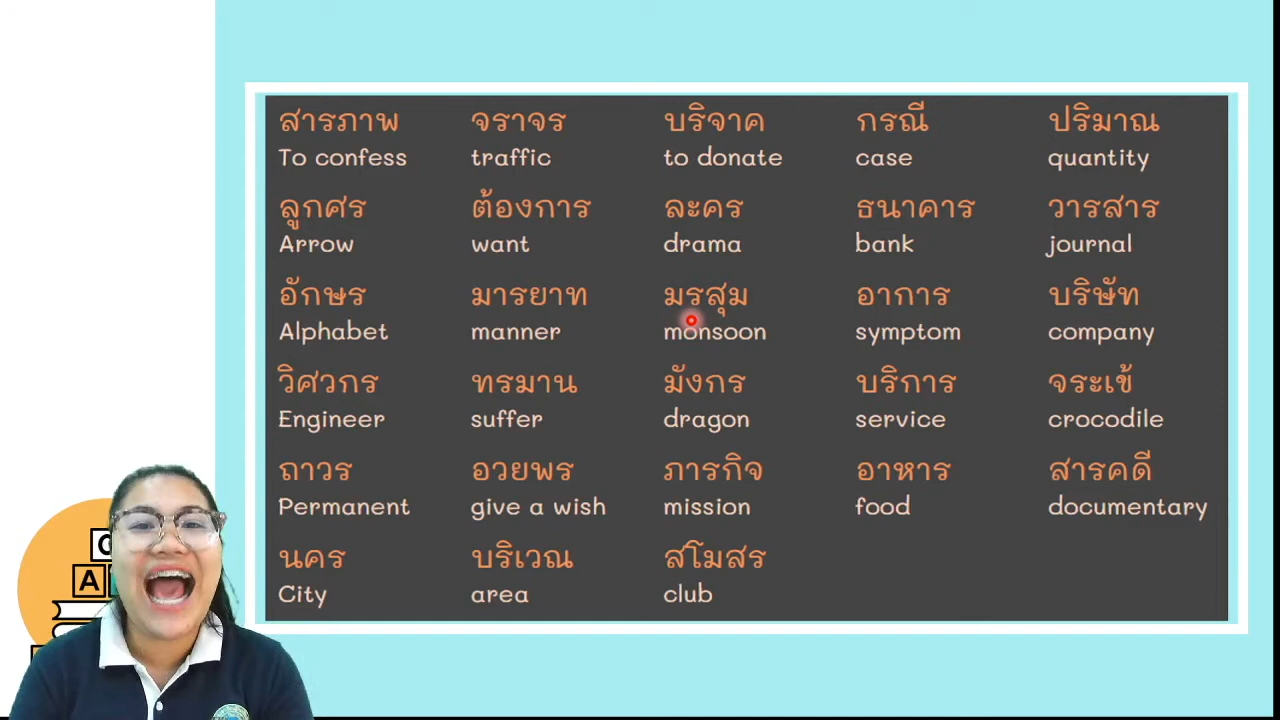 สารภาพ จราจร บริจาค กรณี ปริมาณ
To confess traffic to donate case quantity
ลูกศร ต้องการ ละคร ธนาคาร วารสาร
Arrow want drama bank journal
อักษร มารยาท มรสุม อาการ บริษัท
Alphabet manner monsoon symptom company
วิศวกร ทรมาน มังกร บริการ จระเข้
Engineer suffer dragon service crocodile
ถาวร อวยพร ภารกิจ อาหาร สารคดี
Permanent give a wish mission food documentary
นคร บริเวณ สโมสร
City area club
A